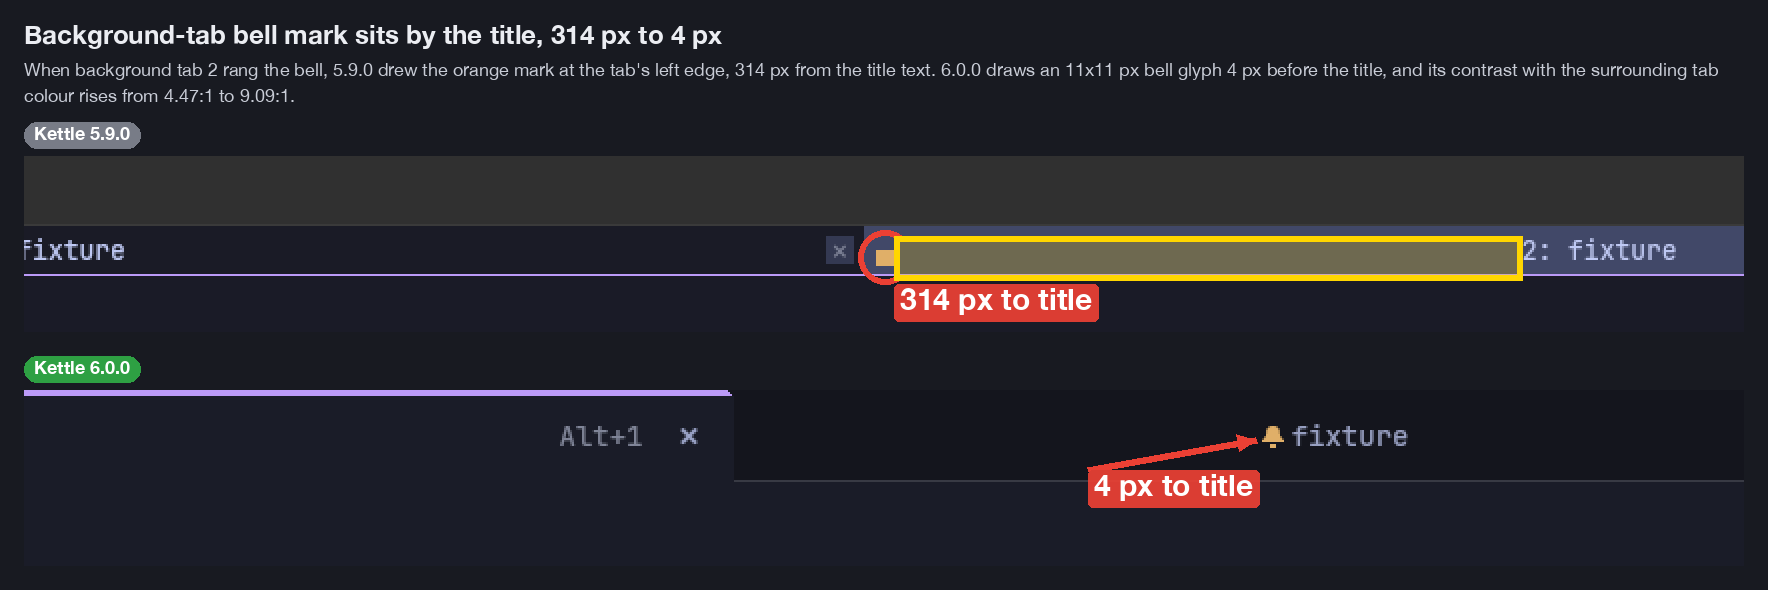 Background-tab bell mark sits by the title, 314 px to 4 px
When background tab 2 rang the bell, 5.9.0 drew the orange mark at the tab's left edge, 314 px from the title text. 6.0.0 draws an 11x11 px bell glyph 4 px before the title, and its contrast with the surrounding tab
colour rises from 4.47:1 to 9.09:1.
Kettle 5.9.0
fixture × 2: fixture
314 px to title
Kettle 6.0.0
Alt+1 × fixture
4 px to title